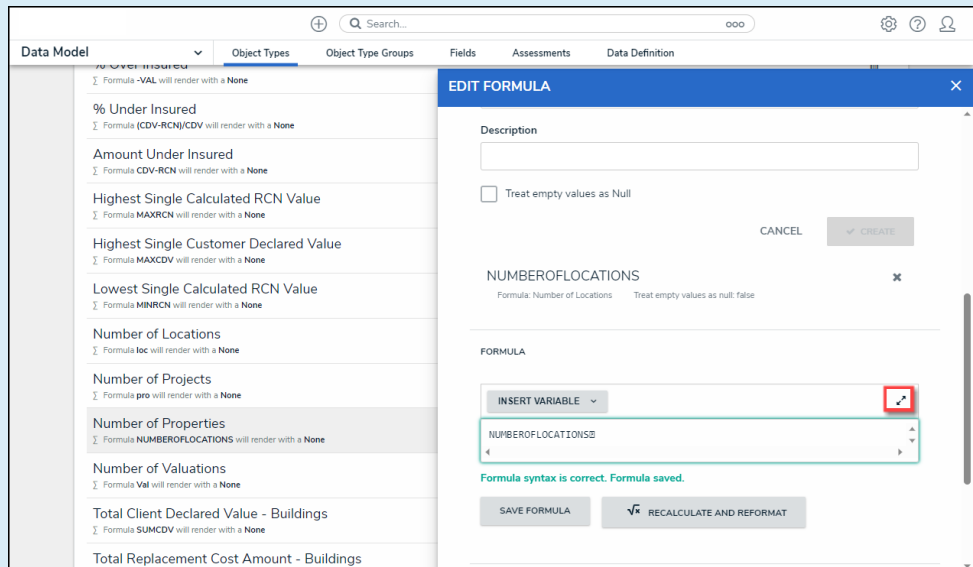 Search...
ooo
Data Model
Object Types
Object Type Groups
Fields
Assessments
Data Definition
% Over Insured
∑ Formula -VAL will render with a None
% Under Insured
∑ Formula (CDV-RCN)/CDV will render with a None
Amount Under Insured
∑ Formula CDV-RCN will render with a None
Highest Single Calculated RCN Value
∑ Formula MAXRCN will render with a None
Highest Single Customer Declared Value
∑ Formula MAXCDV will render with a None
Lowest Single Calculated RCN Value
∑ Formula MINRCN will render with a None
Number of Locations
∑ Formula loc will render with a None
Number of Projects
∑ Formula pro will render with a None
Number of Properties
∑ Formula NUMBEROFLOCATIONS will render with a None
Number of Valuations
∑ Formula Val will render with a None
Total Client Declared Value - Buildings
∑ Formula SUMCDV will render with a None
Total Replacement Cost Amount - Buildings
EDIT FORMULA
Description
Treat empty values as Null
CANCEL
CREATE
NUMBEROFLOCATIONS
Formula: Number of Locations Treat empty values as null: false
FORMULA
INSERT VARIABLE
NUMBEROFLOCATIONS
Formula syntax is correct. Formula saved.
SAVE FORMULA
√x RECALCULATE AND REFORMAT